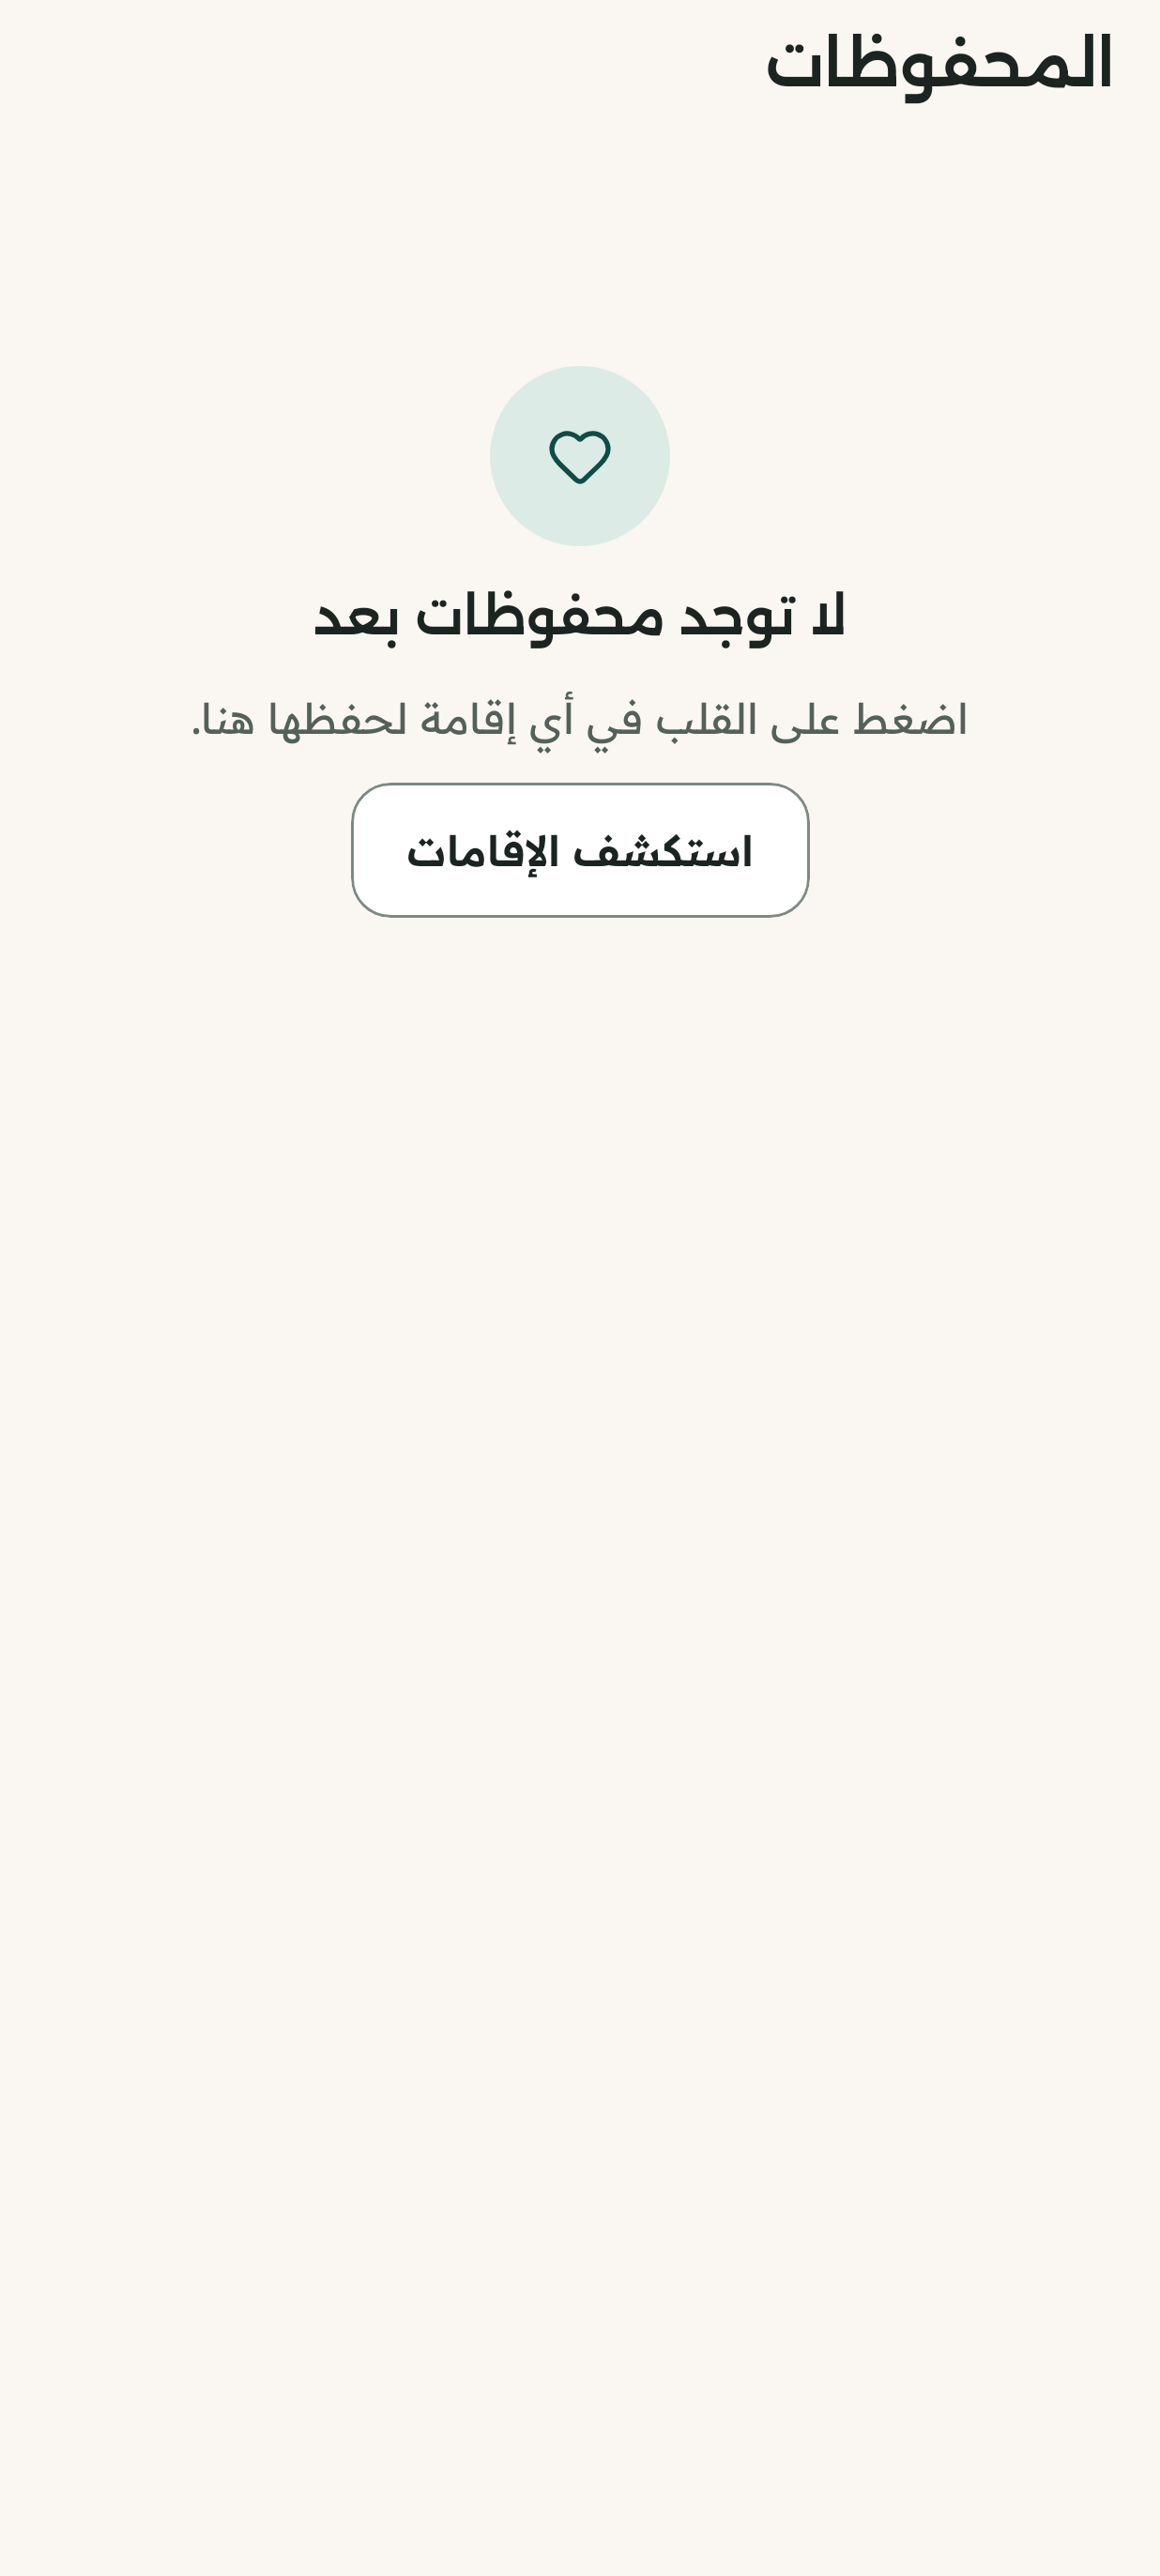 المحفوظات
لا توجد محفوظات بعد
اضغط على القلب في أي إقامة لحفظها هنا.
استكشف الإقامات